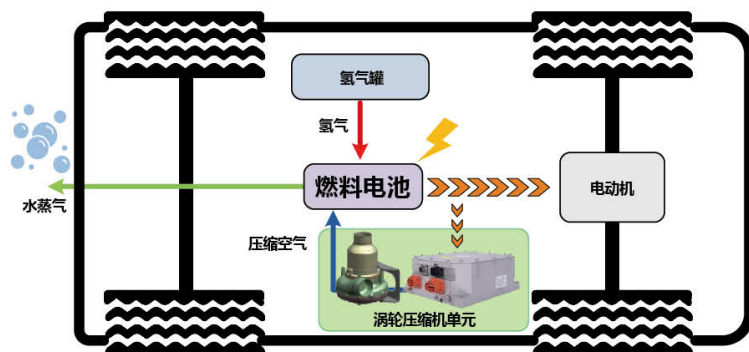 氢气罐
氢气
燃料电池
电动机
水蒸气
压缩空气
涡轮压缩机单元